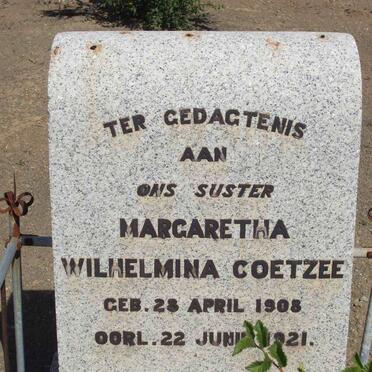 TER GEDAGTENIS
AAN
ONS SUSTER
MARGARETHA
WILHELMINA COETZEE
GEB. 28 APRIL 1908
OORL. 22 JUNIE 1921.